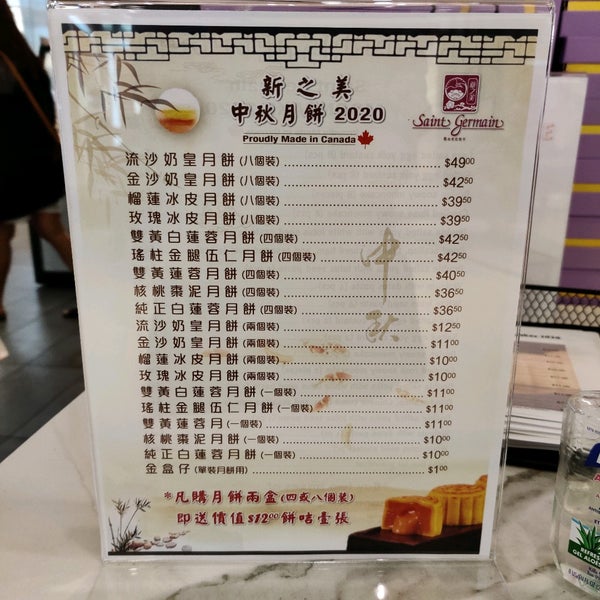 新之美
中秋月餅 2020
Proudly Made in Canada
Saint Germain
流沙奶皇月餅(八個裝) $49.00
金沙奶皇月餅(八個裝) $42.50
榴蓮冰皮月餅(八個裝) $39.50
玫瑰冰皮月餅(八個裝) $39.50
雙黃白蓮蓉月餅(四個裝) $42.50
瑤柱金腿伍仁月餅(四個裝) $42.50
雙黃蓮蓉月餅(四個裝) $40.50
核桃棗泥月餅(四個裝) $36.50
純正白蓮蓉月餅(四個裝) $36.50
流沙奶皇月餅(兩個裝) $12.50
金沙奶皇月餅(兩個裝) $11.00
榴蓮冰皮月餅(兩個裝) $10.00
玫瑰冰皮月餅(兩個裝) $10.00
雙黃白蓮蓉月餅(一個裝) $11.00
瑤柱金腿伍仁月餅(一個裝) $11.00
雙黃蓮蓉月(一個裝) $11.00
核桃棗泥月餅(一個裝) $10.00
純正白蓮蓉月餅(一個裝) $10.00
金盒仔(單裝月餅用) $1.00
中秋
※凡購月餅兩盒(四或八個裝)
即送價值$12.00餅咭壹張
REFRES
GEL ALOE